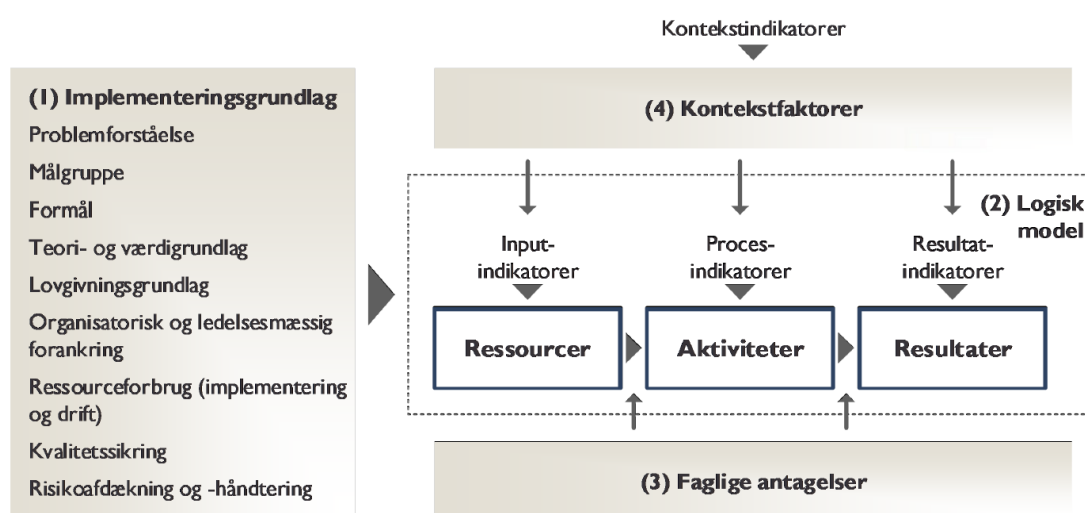 (1) Implementeringsgrundlag
Problemforståelse
Målgruppe
Formål
Teori- og værdigrundlag
Lovgivningsgrundlag
Organisatorisk og ledelsesmæssig
forankring
Ressourceforbrug (implementering
og drift)
Kvalitetssikring
Risikoafdækning og -håndtering
Kontekstindikatorer
(4) Kontekstfaktorer
(2) Logisk
model
Input-
indikatorer
Proces-
indikatorer
Resultat-
indikatorer
Ressourcer
Aktiviteter
Resultater
(3) Faglige antagelser